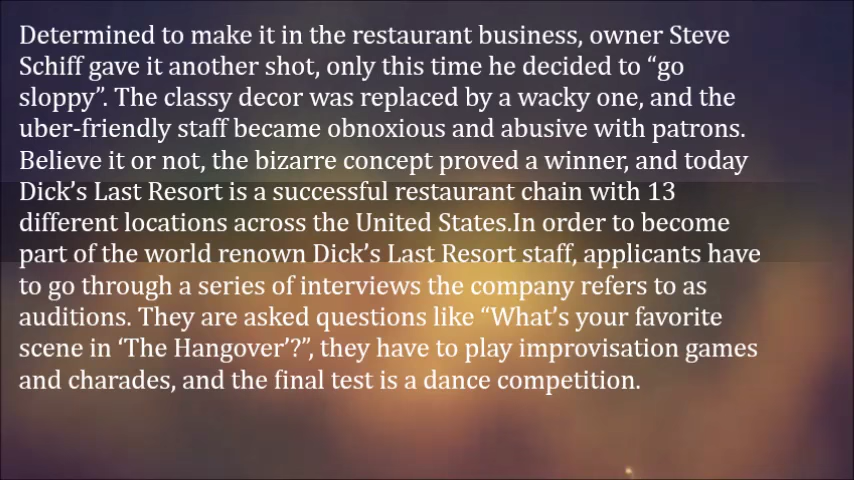 Determined to make it in the restaurant business, owner Steve
Schiff gave it another shot, only this time he decided to “go
sloppy”. The classy decor was replaced by a wacky one, and the
uber-friendly staff became obnoxious and abusive with patrons.
Believe it or not, the bizarre concept proved a winner, and today
Dick’s Last Resort is a successful restaurant chain with 13
different locations across the United States.In order to become
part of the world renown Dick’s Last Resort staff, applicants have
to go through a series of interviews the company refers to as
auditions. They are asked questions like “What’s your favorite
scene in ‘The Hangover’?”, they have to play improvisation games
and charades, and the final test is a dance competition.